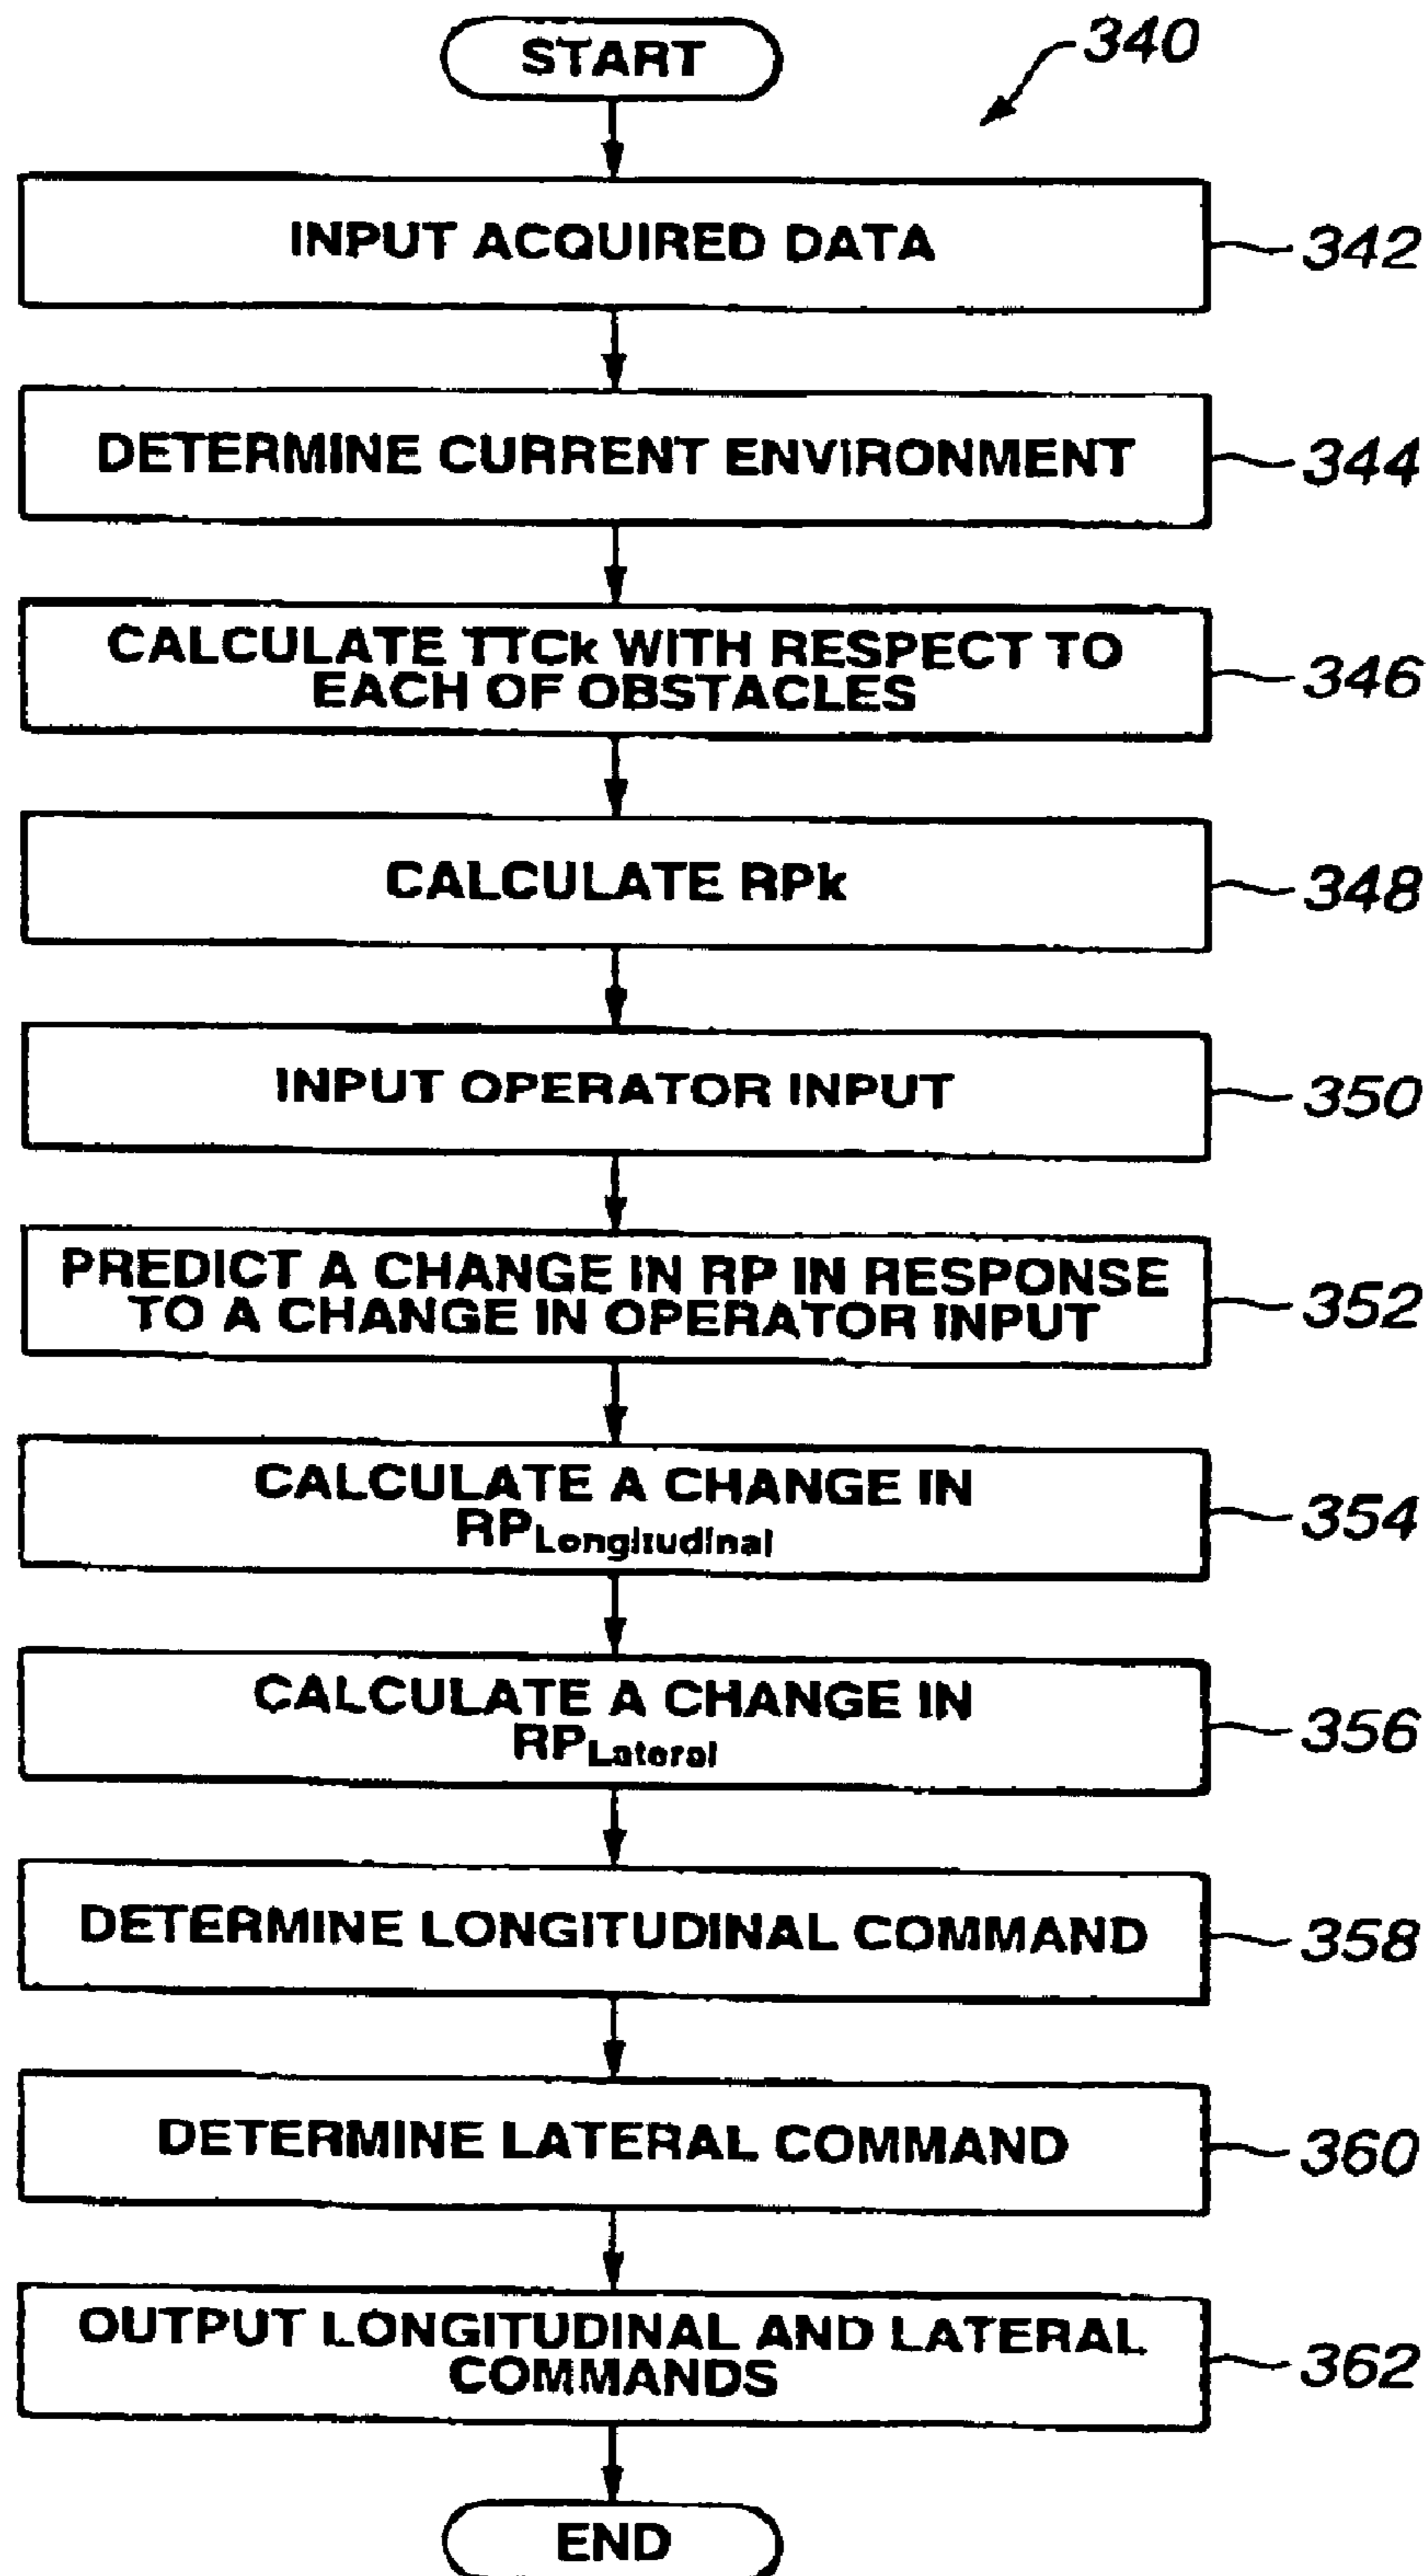 START
340
INPUT ACQUIRED DATA
342
DETERMINE CURRENT ENVIRONMENT
344
CALCULATE TTCk WITH RESPECT TO
EACH OF OBSTACLES
346
CALCULATE RPk
348
INPUT OPERATOR INPUT
350
PREDICT A CHANGE IN RP IN RESPONSE
TO A CHANGE IN OPERATOR INPUT
352
CALCULATE A CHANGE IN
RPLongitudinal
354
CALCULATE A CHANGE IN
RPLateral
356
DETERMINE LONGITUDINAL COMMAND
358
DETERMINE LATERAL COMMAND
360
OUTPUT LONGITUDINAL AND LATERAL
COMMANDS
362
END